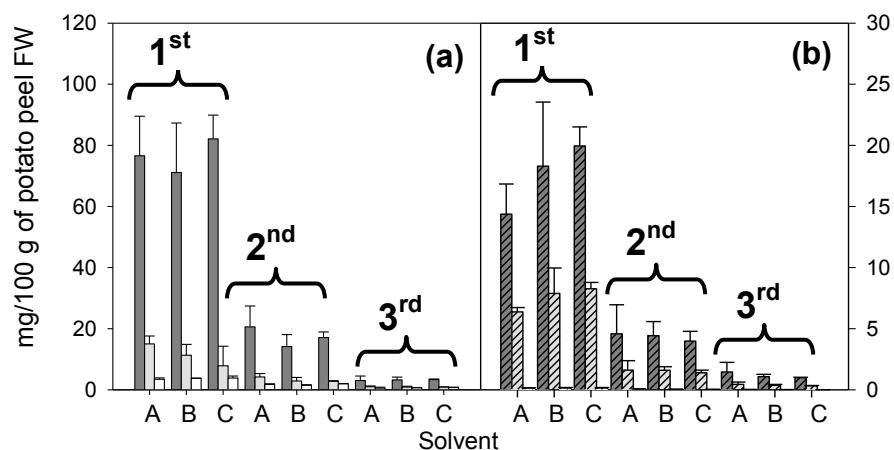 mg/100 g of potato peel FW
120
100
80
60
40
20
0
1st
2nd
3rd
(a)
A B C A B C A B C
1st
2nd
3rd
(b)
A B C A B C A B C
30
25
20
15
10
5
0
Solvent